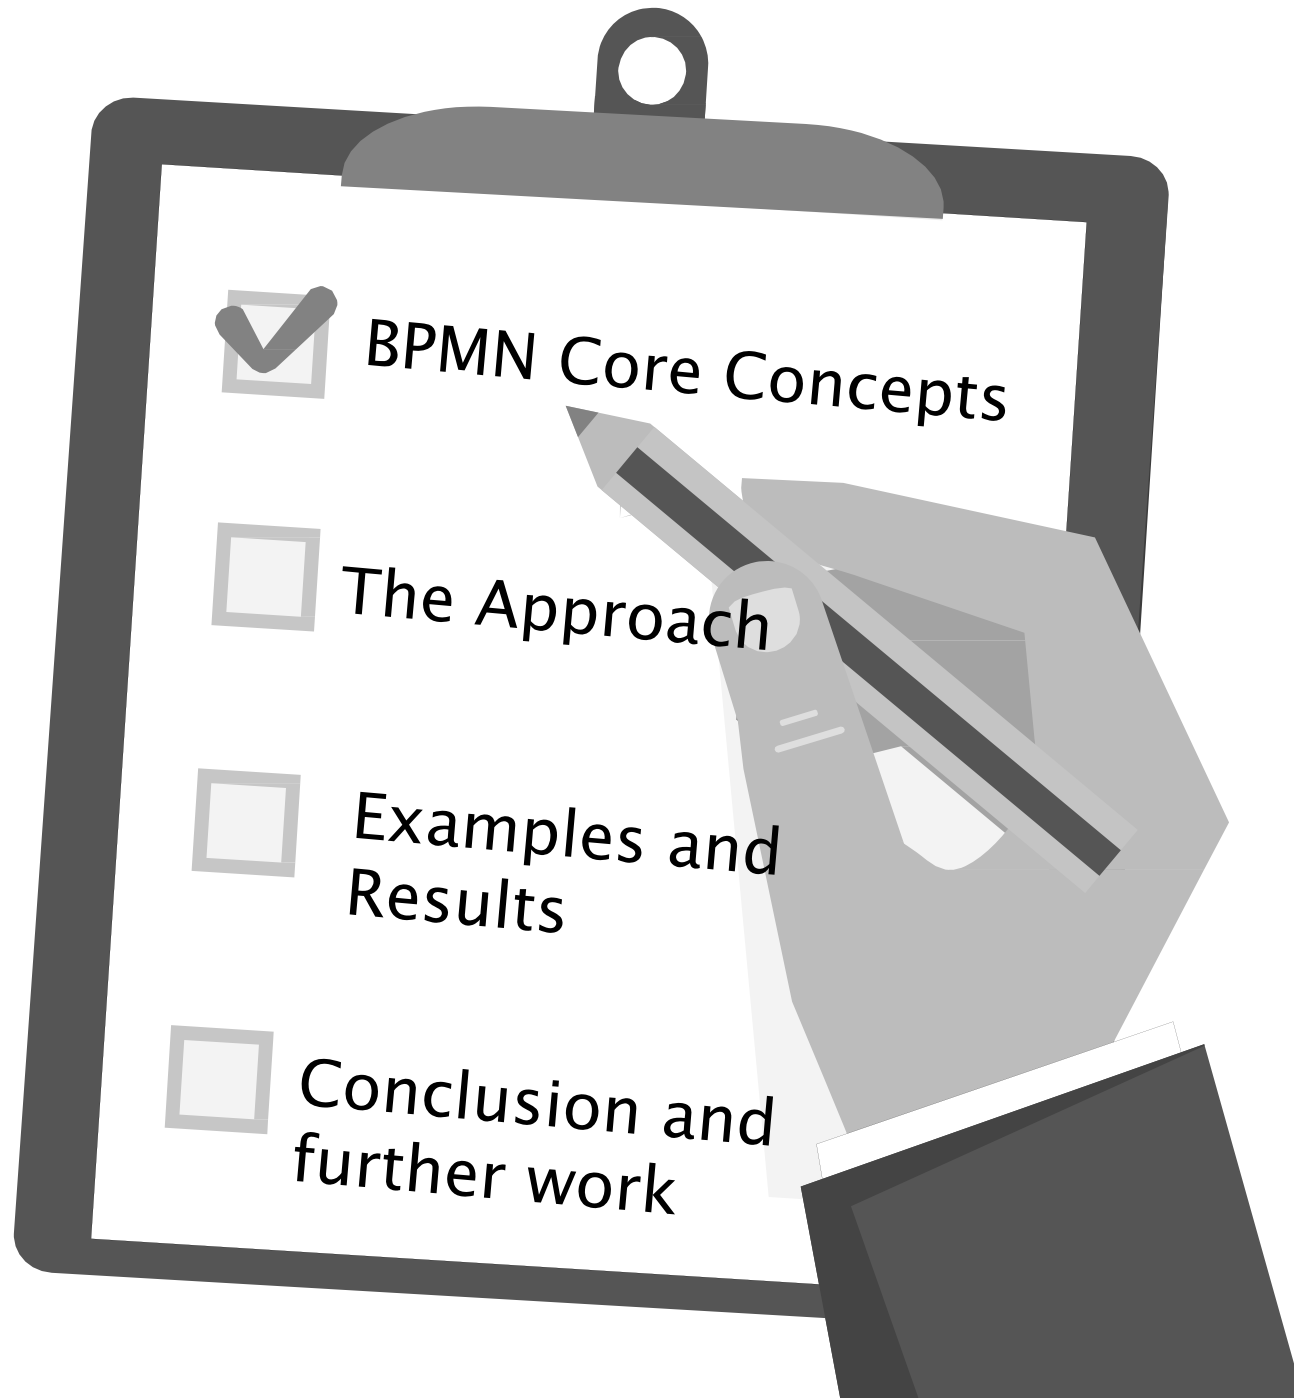 BPMN Core Concepts
The Approach
Examples and
Results
Conclusion and
further work